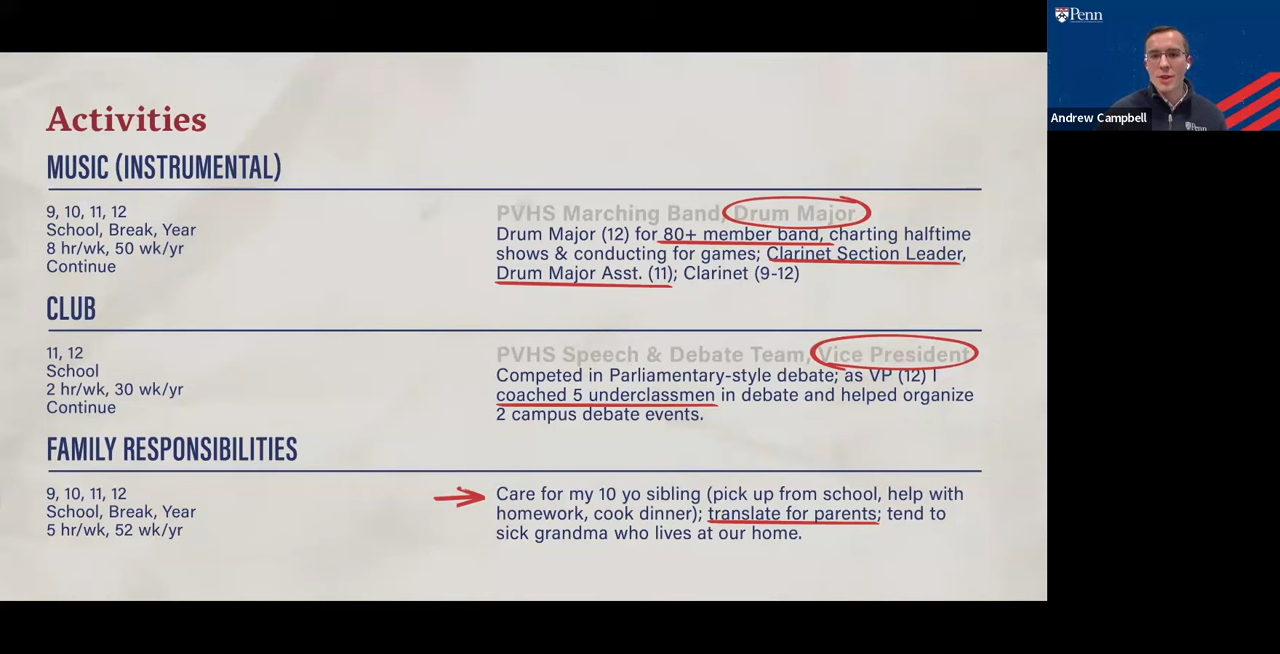 Penn
Andrew Campbell
Activities
MUSIC (INSTRUMENTAL)
9, 10, 11, 12
School, Break, Year
8 hr/wk, 50 wk/yr
Continue
PVHS Marching Band, Drum Major
Drum Major (12) for 80+ member band, charting halftime
shows & conducting for games; Clarinet Section Leader,
Drum Major Asst. (11); Clarinet (9-12)
CLUB
11, 12
School
2 hr/wk, 30 wk/yr
Continue
PVHS Speech & Debate Team, Vice President
Competed in Parliamentary-style debate; as VP (12) I
coached 5 underclassmen in debate and helped organize
2 campus debate events.
FAMILY RESPONSIBILITIES
9, 10, 11, 12
School, Break, Year
5 hr/wk, 52 wk/yr
Care for my 10 yo sibling (pick up from school, help with
homework, cook dinner); translate for parents; tend to
sick grandma who lives at our home.